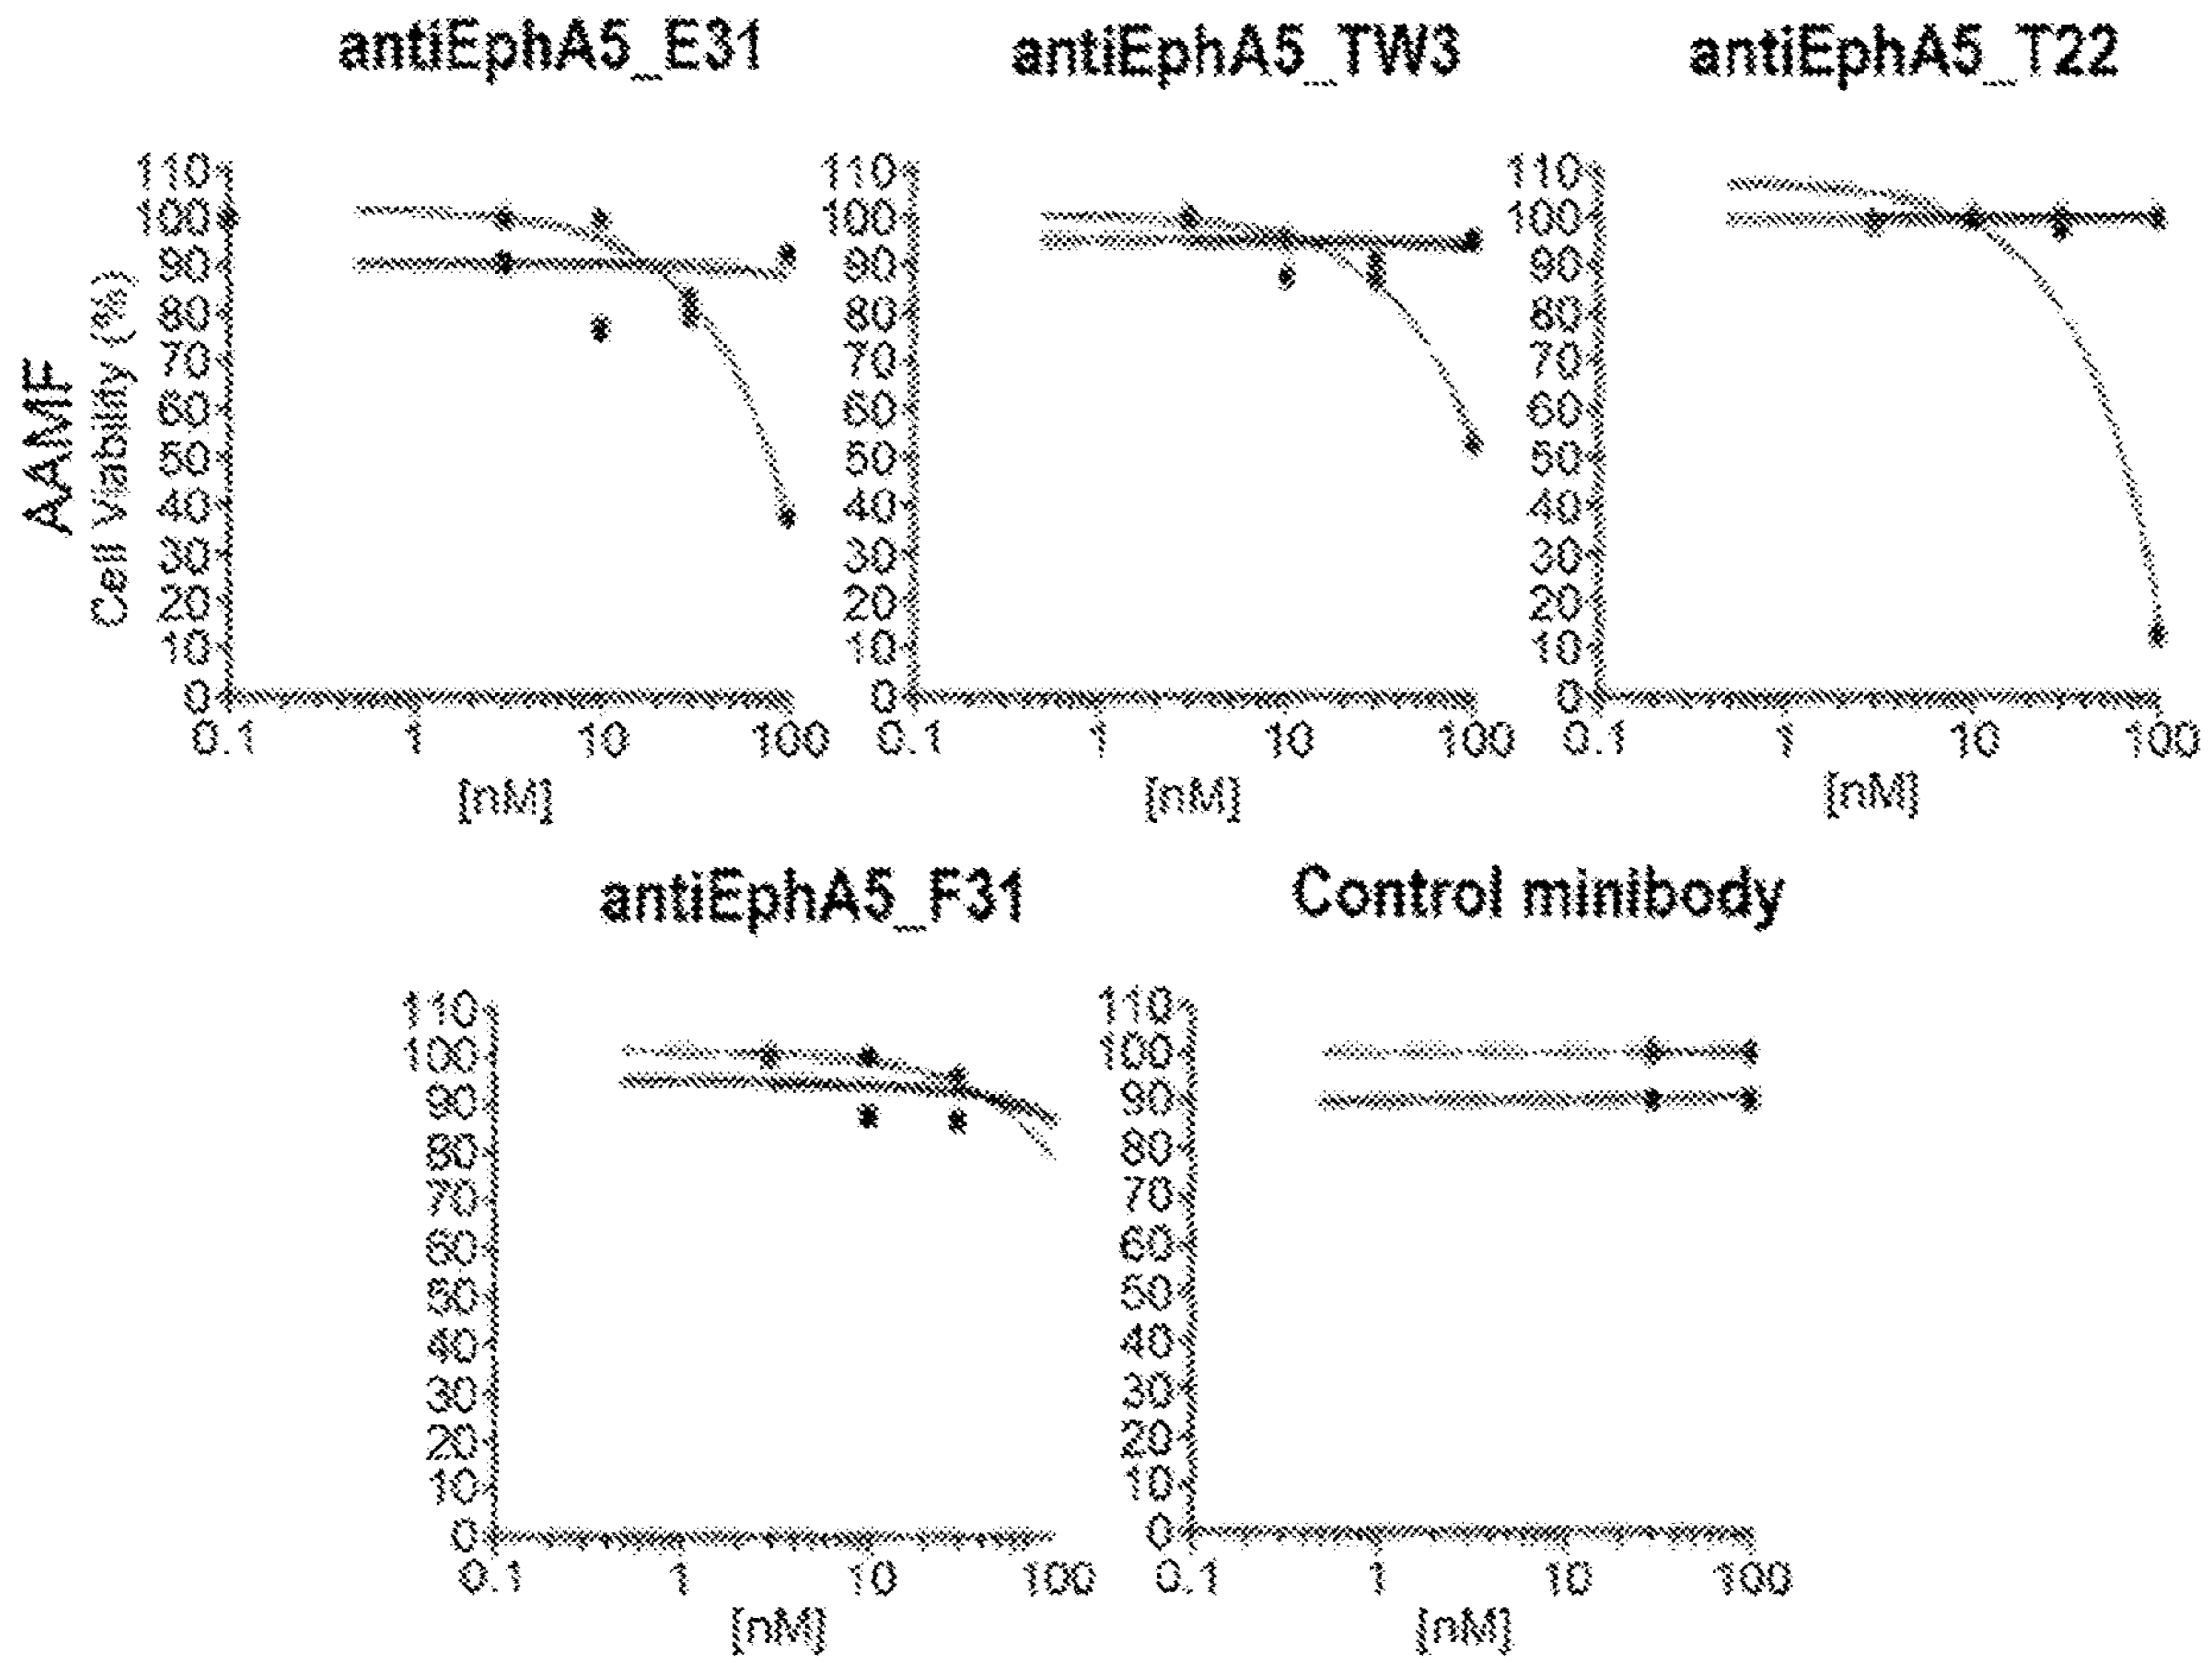 antiEphA5_E31 antiEphA5_TW3 antiEphA5_T22
AAMF
Cell Viability (%)
110 110 110
100 100 100
90 90 90
80 80 80
70 70 70
60 60 60
50 50 50
40 40 40
30 30 30
20 20 20
10 10 10
0 0 0
0.1 1 10 100 0.1 1 10 100 0.1 1 10 100
[nM] [nM] [nM]
antiEphA5_F31 Control minibody
110 110
100 100
90 90
80 80
70 70
60 60
50 50
40 40
30 30
20 20
10 10
0 0
0.1 1 10 100 0.1 1 10 100
[nM] [nM]